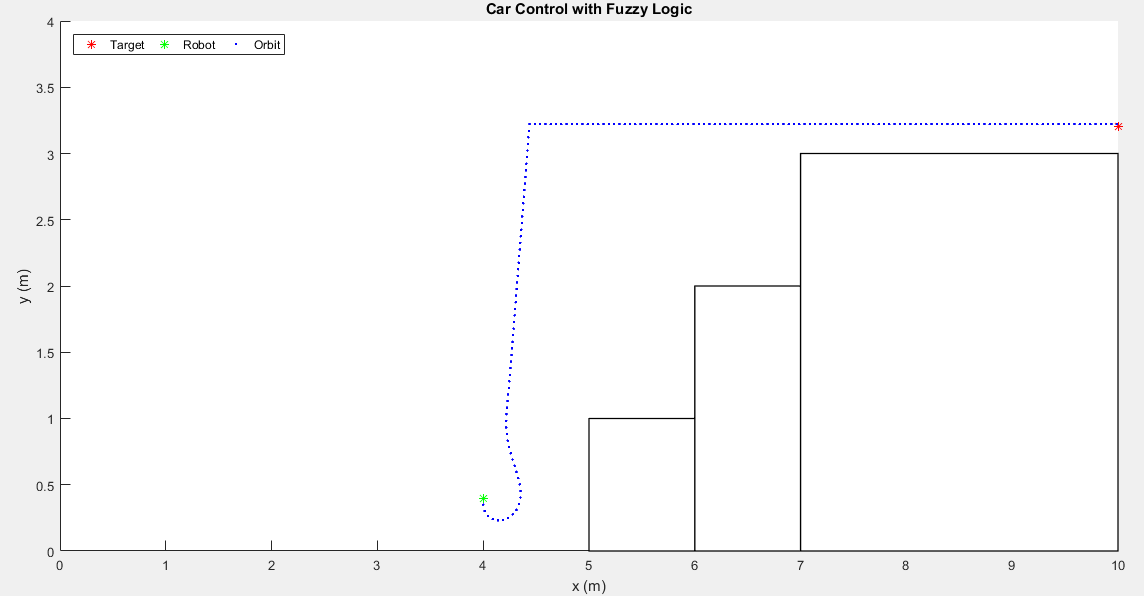 Car Control with Fuzzy Logic
Target Robot Orbit
4
3.5
3
2.5
2
1.5
1
0.5
0
y (m)
0 1 2 3 4 5 6 7 8 9 10
x (m)